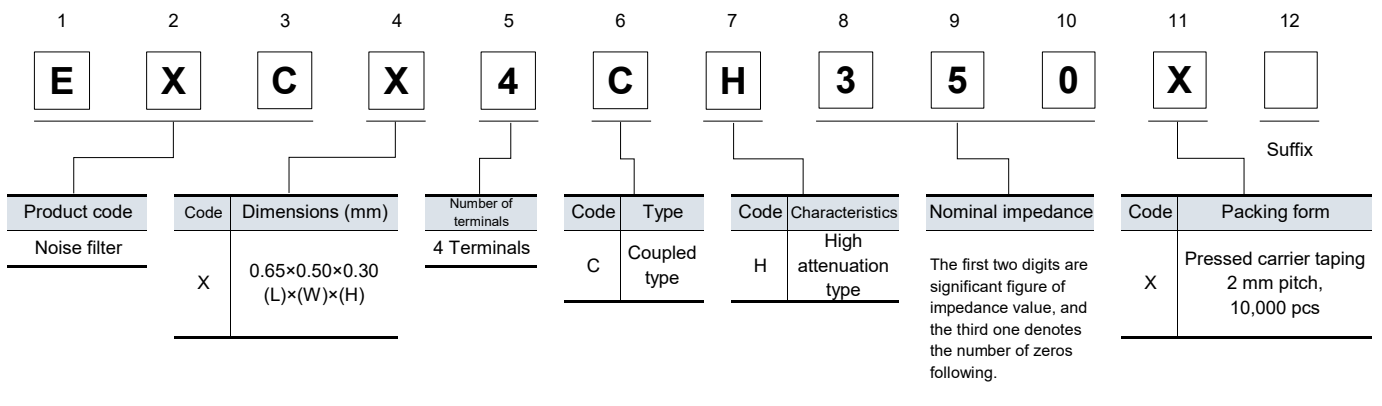 1 2 3 4 5 6 7 8 9 10 11 12
E X C X 4 C H 3 5 0 X
Suffix
Product code
Noise filter
Code Dimensions (mm)
X 0.65×0.50×0.30
(L)×(W)×(H)
Number of
terminals
4 Terminals
Code Type
C Coupled
type
Code Characteristics
H High
attenuation
type
Nominal impedance
The first two digits are
significant figure of
impedance value, and
the third one denotes
the number of zeros
following.
Code Packing form
X Pressed carrier taping
2 mm pitch,
10,000 pcs